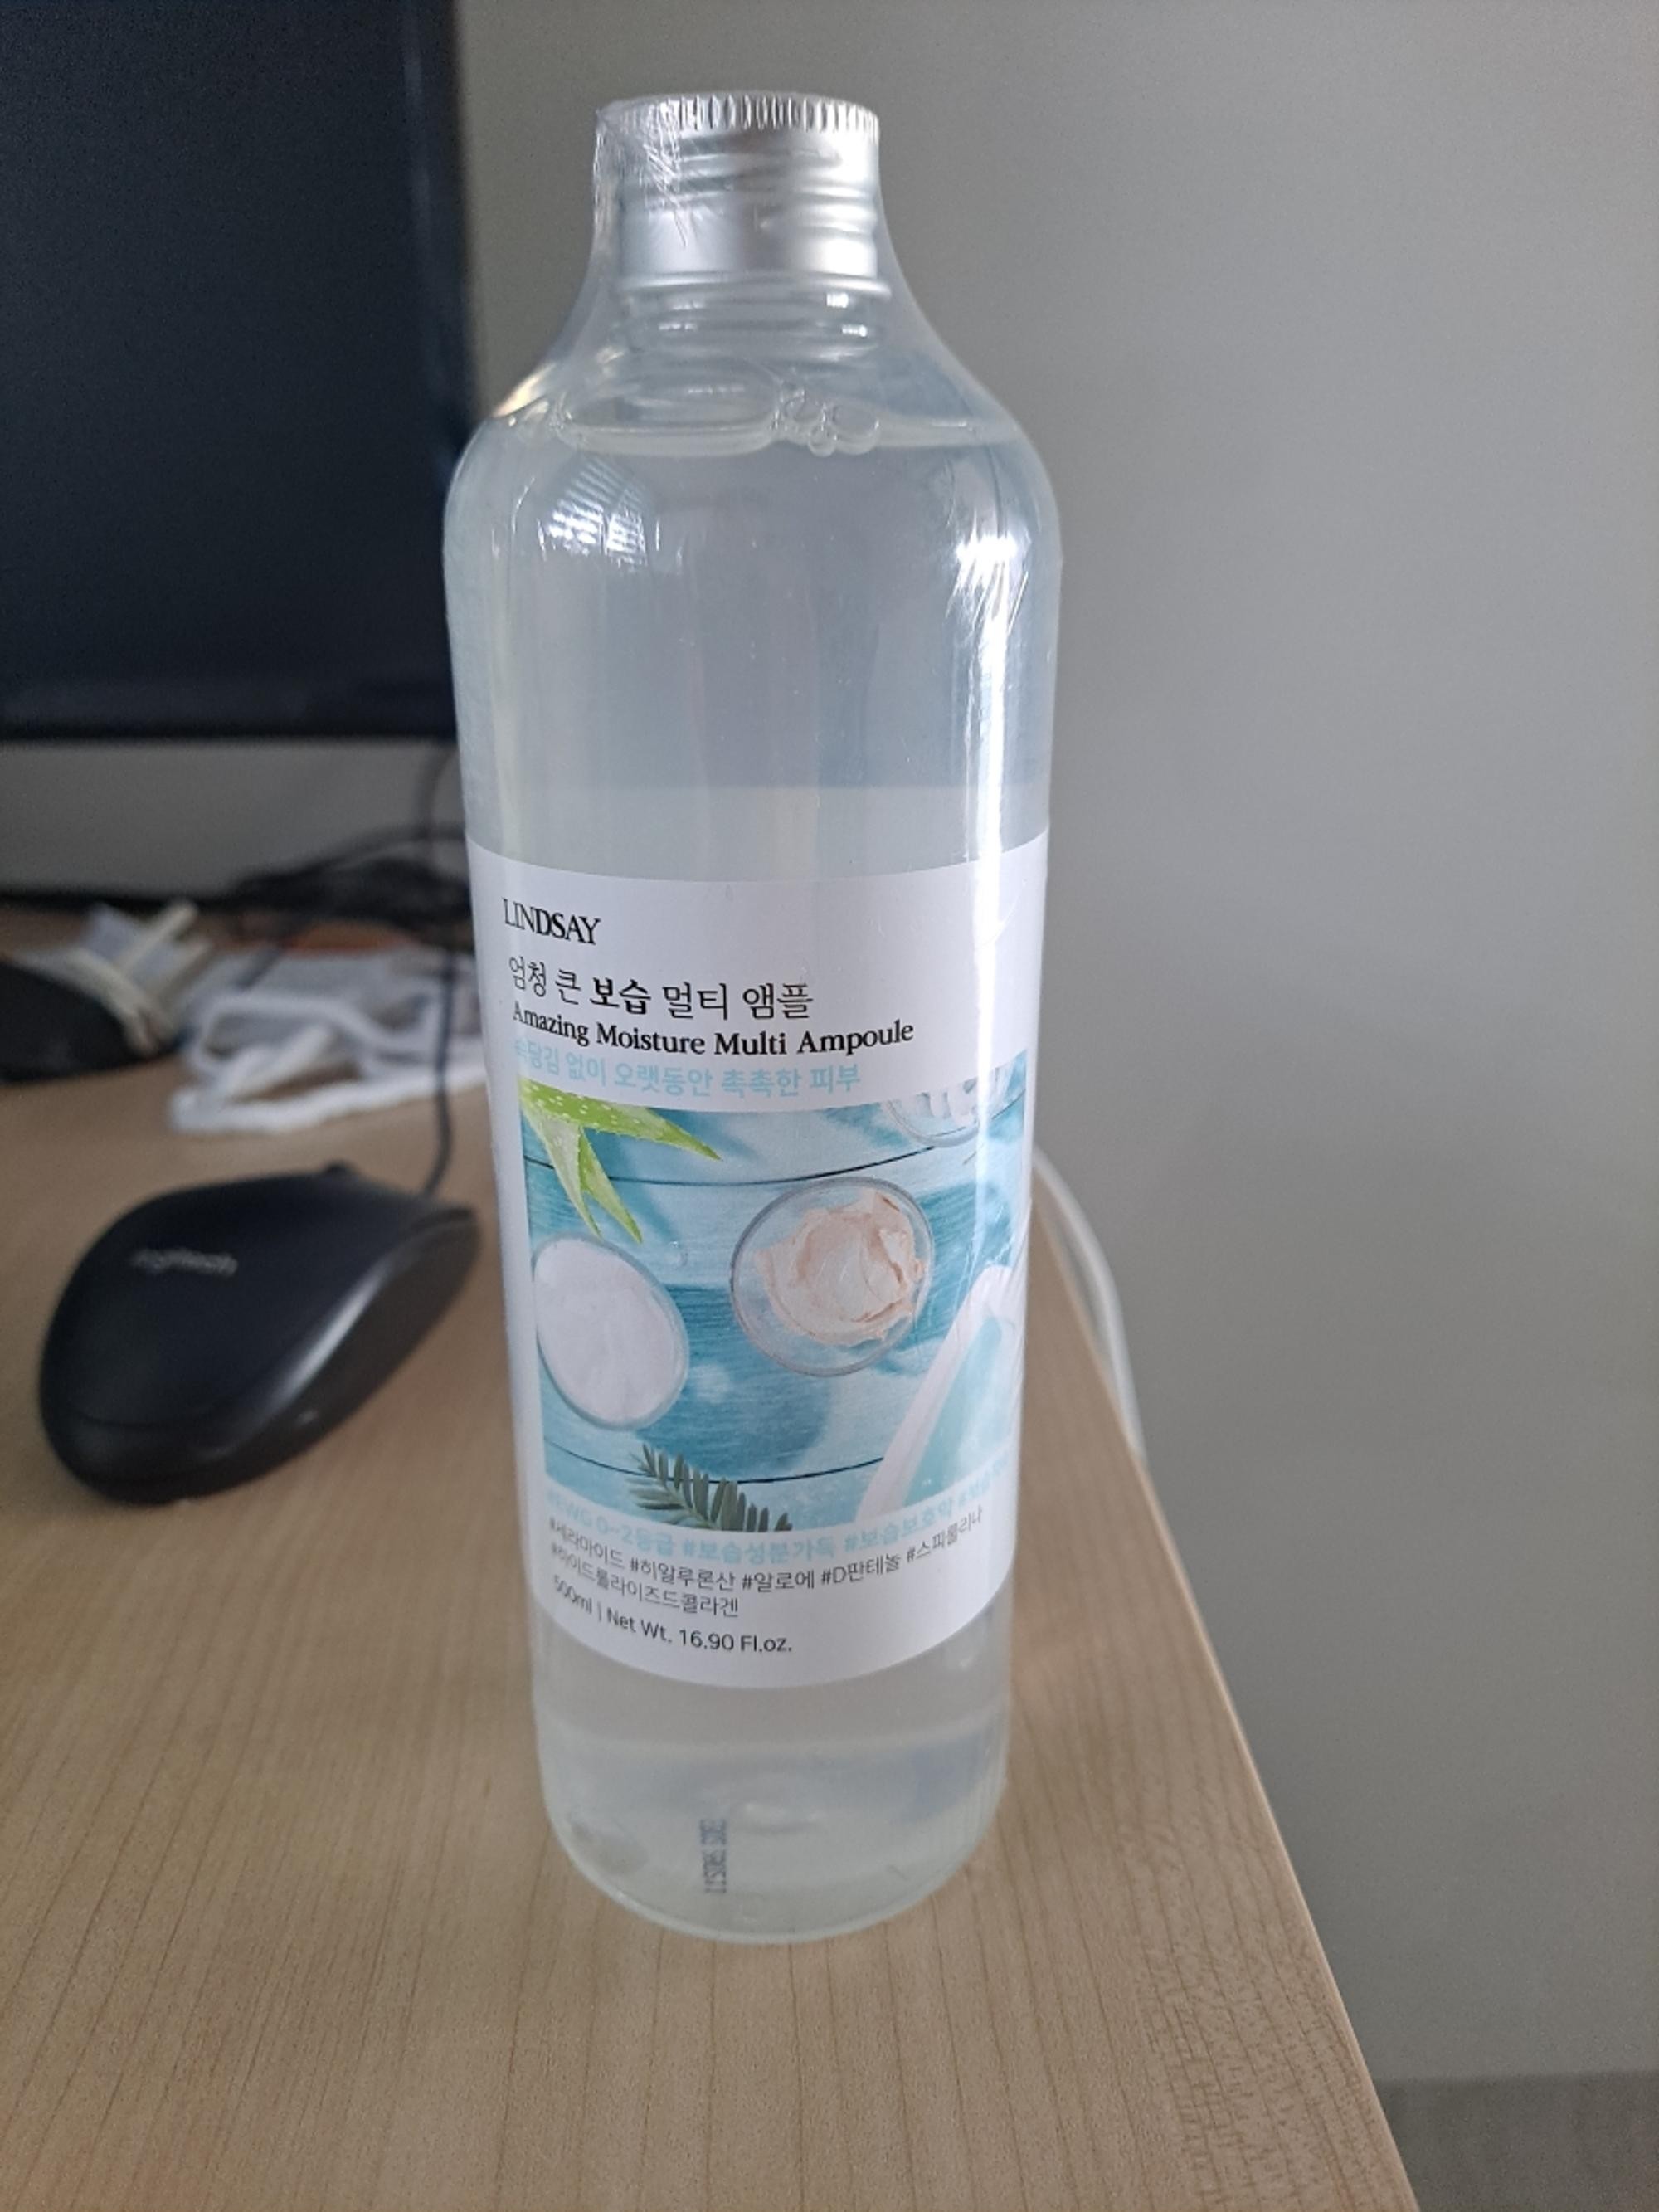 LINDSAY
엄청 큰 보습 멀티 앰플
Amazing Moisture Multi Ampoule
속당김 없이 오랫동안 촉촉한 피부
#EWG 0~2등급 #보습성분가득 #보습보호막
#세라마이드 #히알루론산 #알로에 #D판테놀 #스피룰리나
#하이드롤라이즈드콜라겐
500ml | Net Wt. 16.90 Fl.oz.
logitech